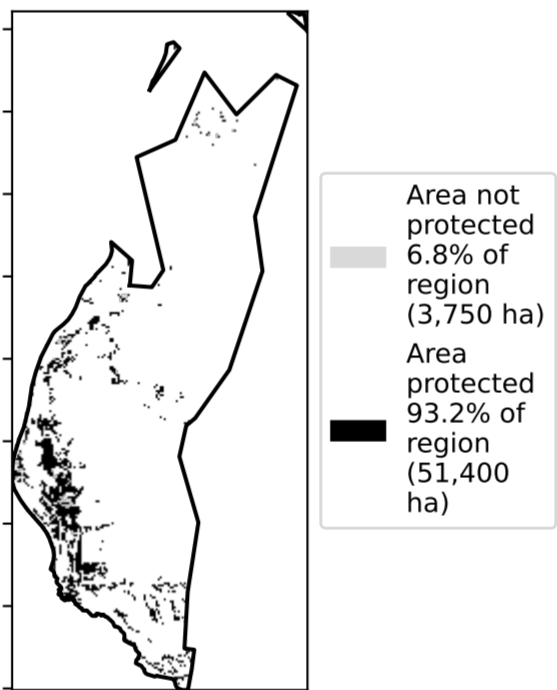 Area not
protected
6.8% of
region
(3,750 ha)
Area
protected
93.2% of
region
(51,400
ha)